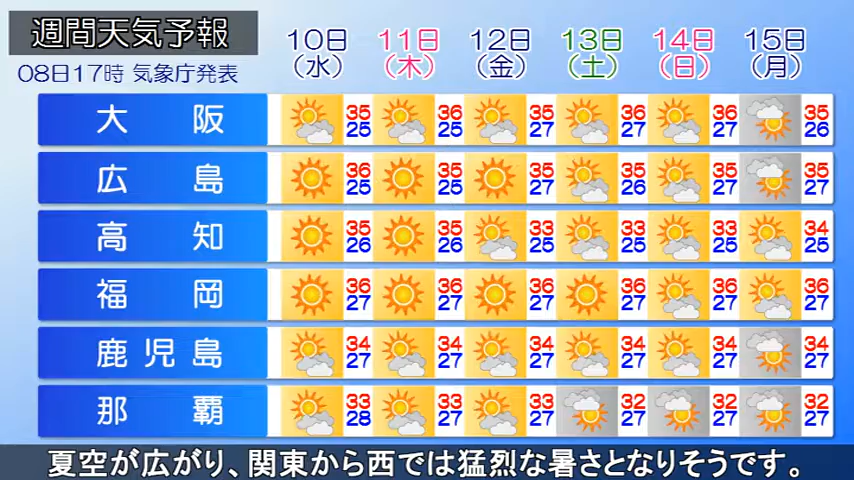 週間天気予報
08日17時 気象庁発表
10日 11日 12日 13日 14日 15日
（水） （木） （金） （土） （日） （月）
大阪 35 25 36 25 35 27 36 27 36 27 35 26
広島 36 25 35 25 35 27 35 26 35 27 35 27
高知 35 26 35 26 33 25 33 25 33 25 34 25
福岡 36 27 36 27 36 27 36 27 36 27 36 27
鹿児島 34 27 34 27 34 27 34 27 34 27 34 27
那覇 33 28 33 27 33 27 32 27 32 27 32 27
夏空が広がり、関東から西では猛烈な暑さとなりそうです。